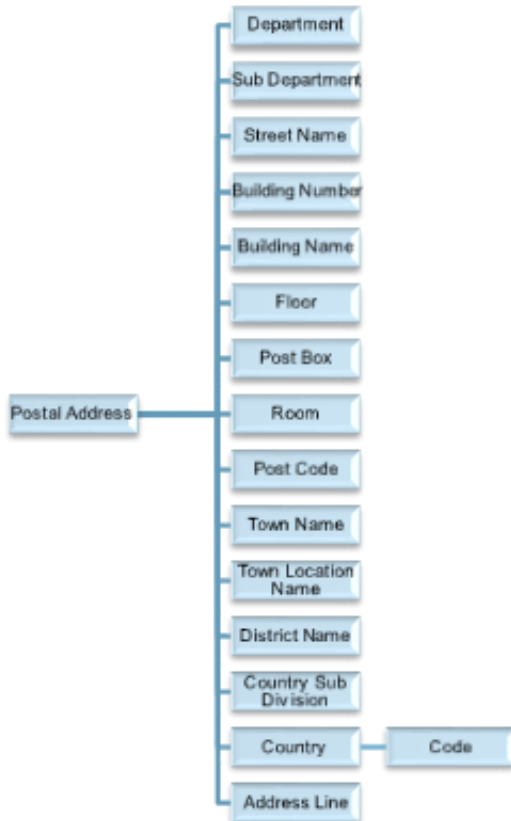 Department
Sub Department
Street Name
Building Number
Building Name
Floor
Post Box
Postal Address
Room
Post Code
Town Name
Town Location
Name
District Name
Country Sub
Division
Country
Code
Address Line